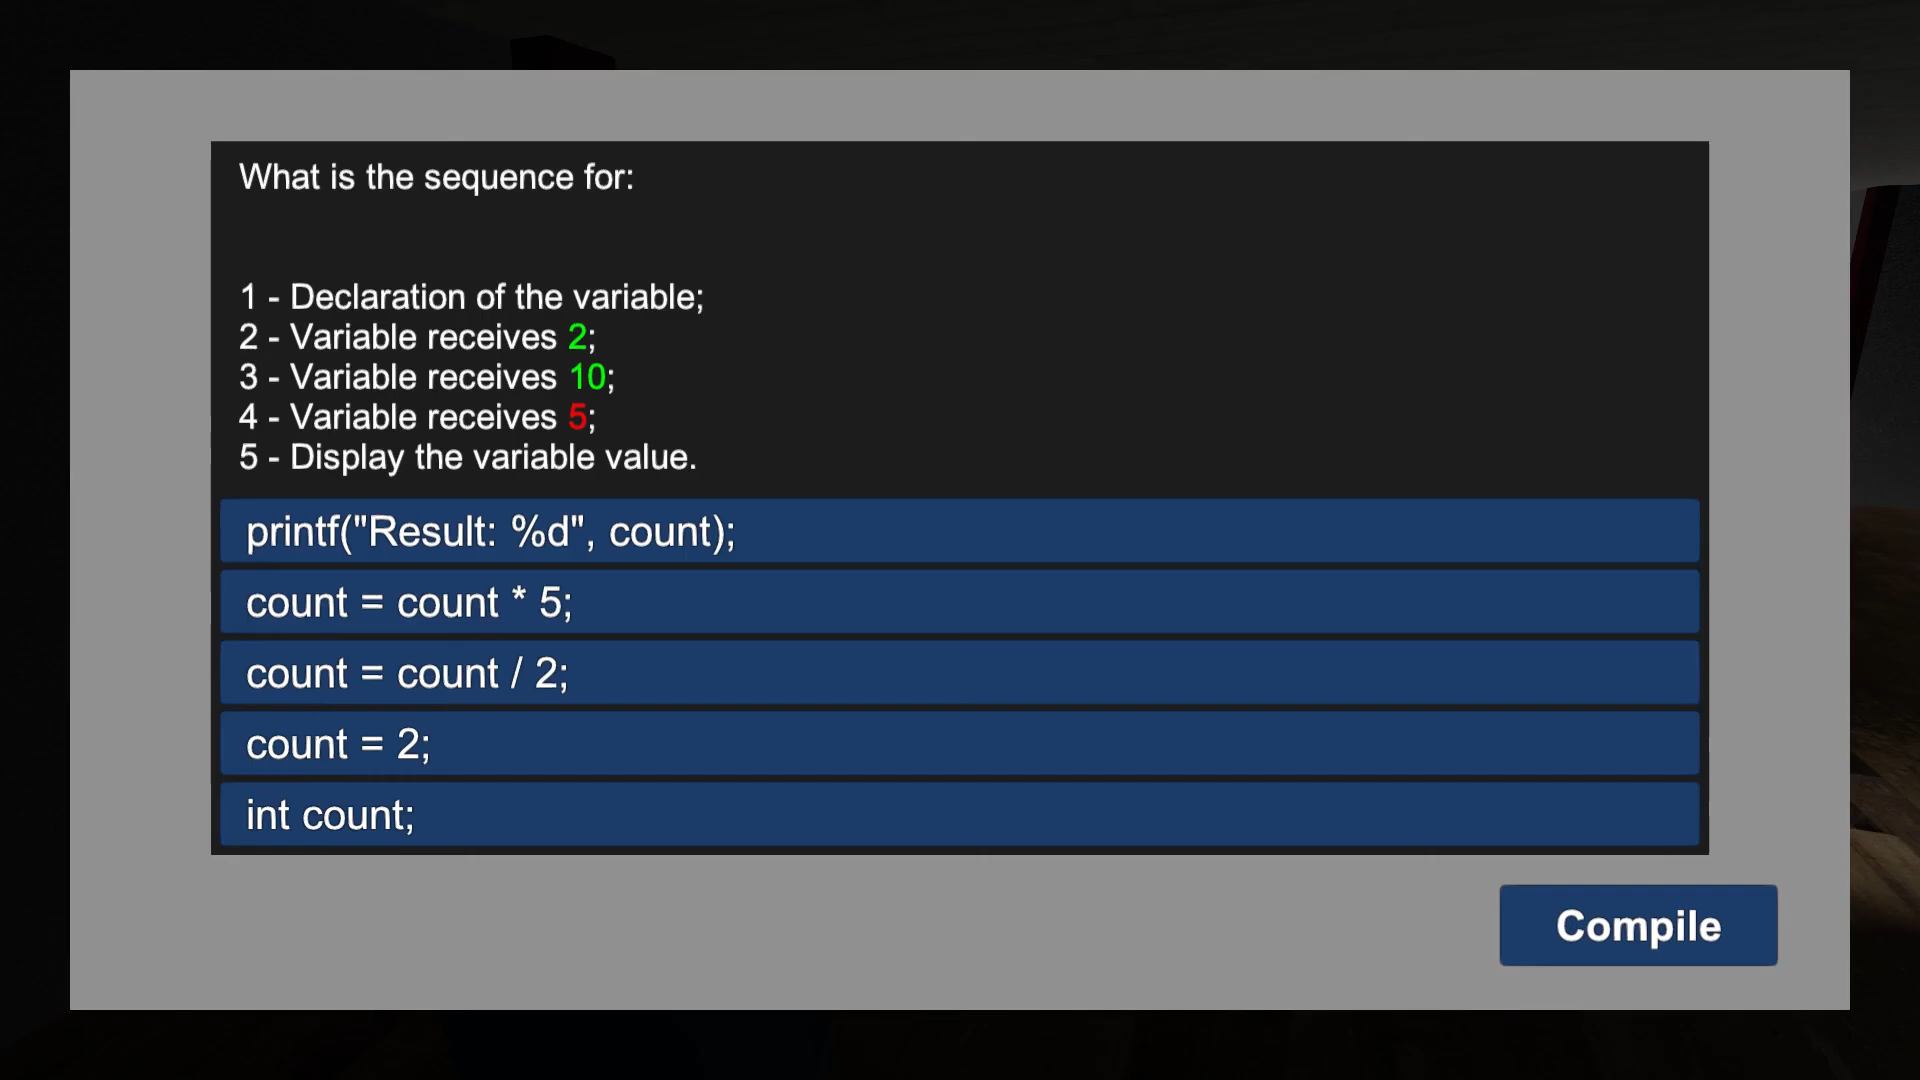 What is the sequence for:
1 - Declaration of the variable;
2 - Variable receives 2;
3 - Variable receives 10;
4 - Variable receives 5;
5 - Display the variable value.
printf("Result: %d", count);
count = count * 5;
count = count / 2;
count = 2;
int count;
Compile